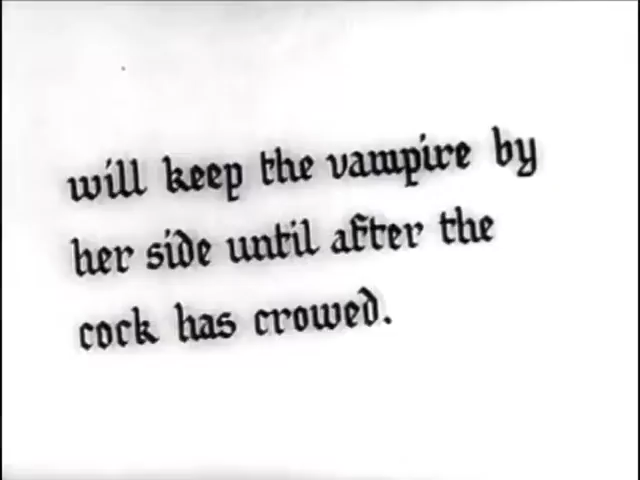 will keep the vampire by
her side until after the
cock has crowed.